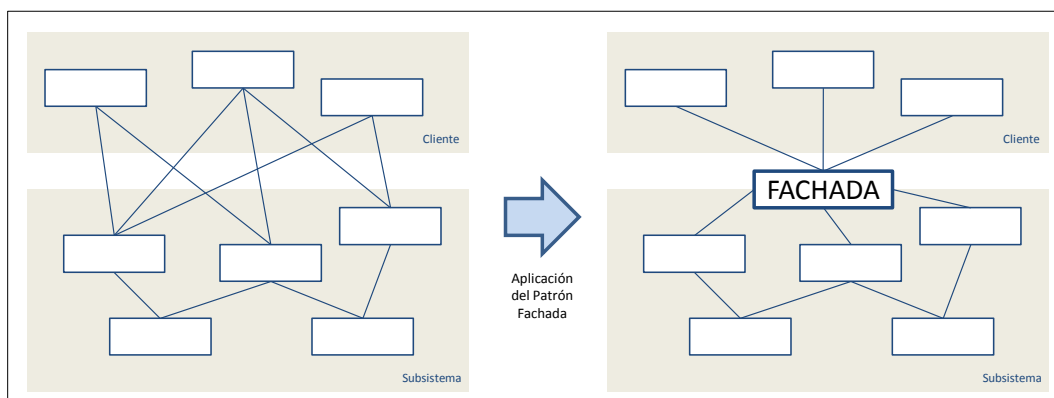 Cliente
Subsistema
Aplicación
del Patrón
Fachada
Cliente
FACHADA
Subsistema